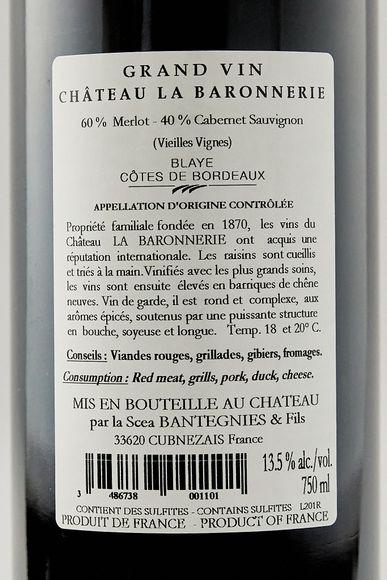 GRAND VIN
CHÂTEAU LA BARONNERIE
60 % Merlot - 40 % Cabernet Sauvignon
(Vieilles Vignes)
BLAYE
CÔTES DE BORDEAUX
APPELLATION D'ORIGINE CONTRÔLÉE
Propriété familiale fondée en 1870, les vins du
Château LA BARONNERIE ont acquis une
réputation internationale. Les raisins sont cueillis
et triés à la main.Vinifiés avec les plus grands soins,
les vins sont ensuite élevés en barriques de chêne
neuves. Vin de garde, il est rond et complexe, aux
arômes épicés, soutenus par une puissante structure
en bouche, soyeuse et longue. Temp. 18 et 20° C.
Conseils : Viandes rouges, grillades, gibiers, fromages.
Consumption : Red meat, grills, pork, duck, cheese.
MIS EN BOUTEILLE AU CHATEAU
par la Scea BANTEGNIES & Fils
33620 CUBNEZAIS France
13.5 % alc./vol.
750 ml
3 486738 001101
CONTIENT DES SULFITES - CONTAINS SULFITES L201R
PRODUIT DE FRANCE - PRODUCT OF FRANCE